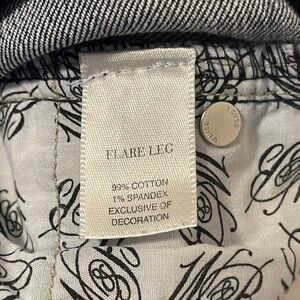 FLARE LEG
99% COTTON
1% SPANDEX
EXCLUSIVE OF
DECORATION